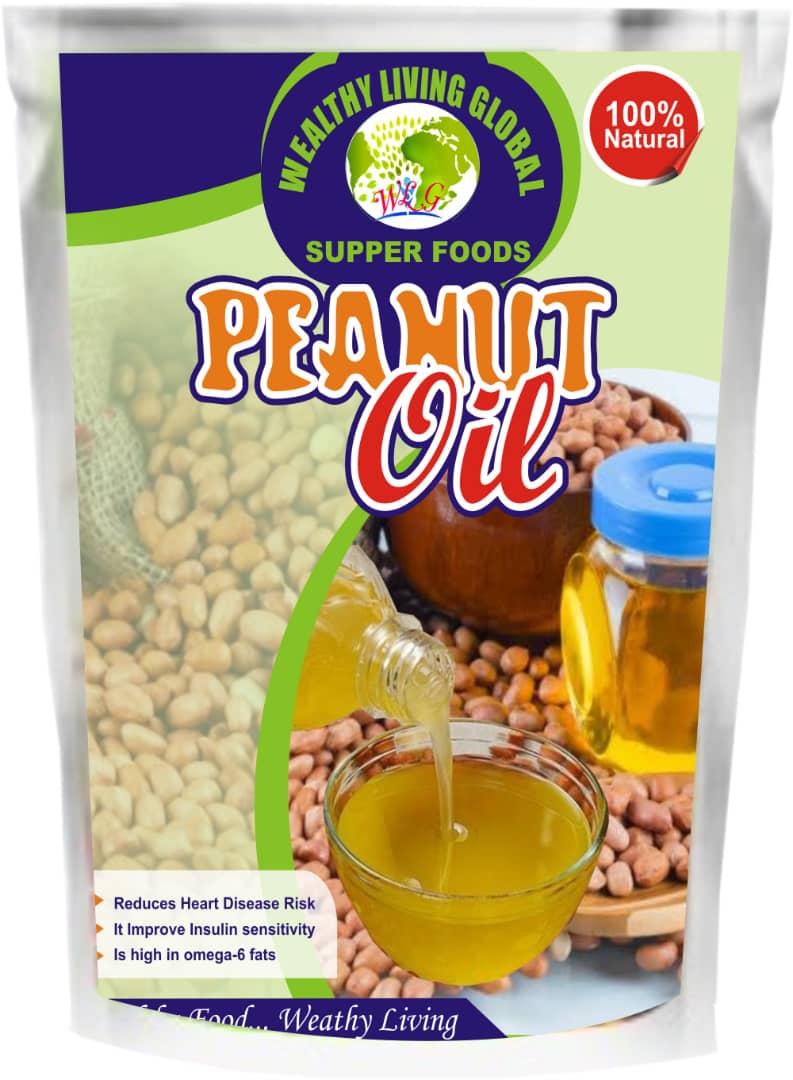 WEALTHY LIVING GLOBAL
WLG
SUPPER FOODS
100%
Natural
PEANUT
Oil
Reduces Heart Disease Risk
It Improve Insulin sensitivity
Is high in omega-6 fats
Food... Weathy Living